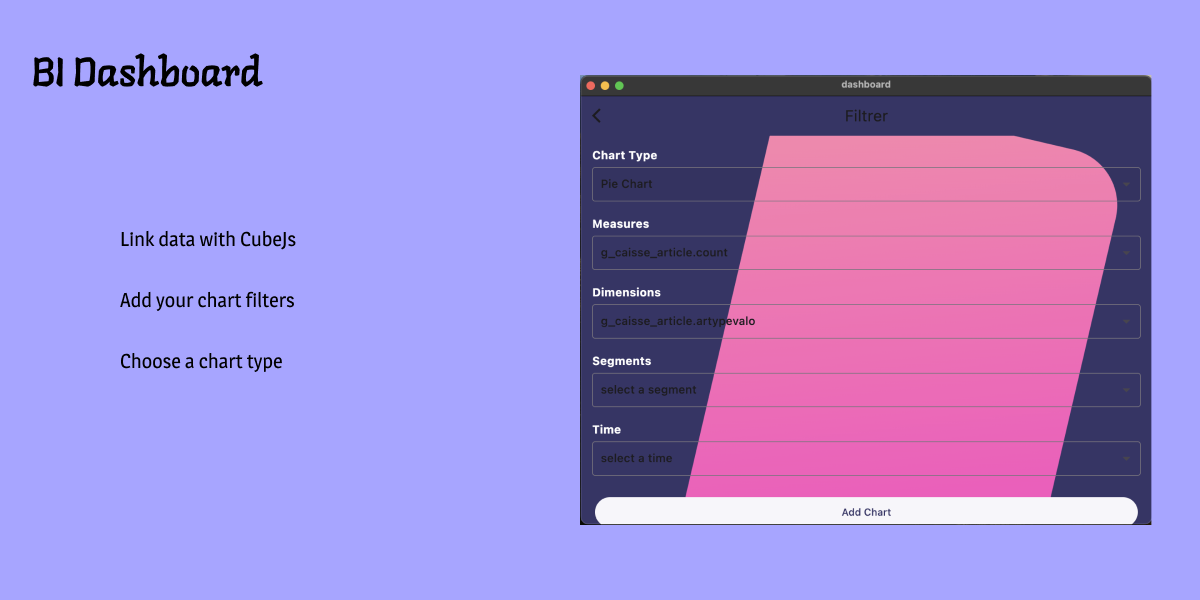 BI Dashboard
Link data with CubeJs
Add your chart filters
Choose a chart type
dashboard
Filtrer
Chart Type
Pie Chart
Measures
g_caisse_article.count
Dimensions
g_caisse_article.artypevalo
Segments
select a segment
Time
select a time
Add Chart